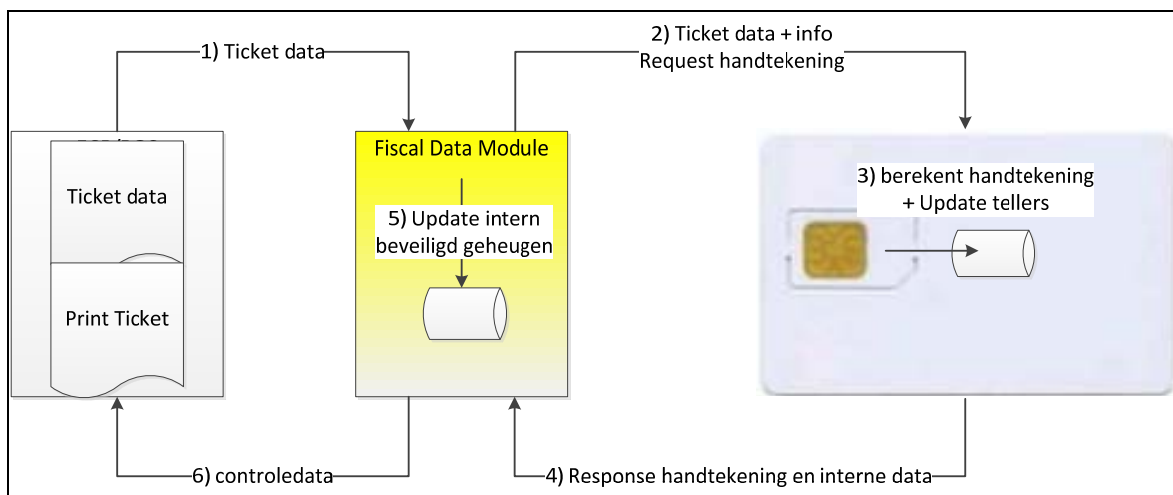 1) Ticket data
2) Ticket data + info
Request handtekening
Fiscal Data Module
Ticket data
3) berekent handtekening
+ Update tellers
5) Update intern
beveiligd geheugen
Print Ticket
6) controledata
4) Response handtekening en interne data